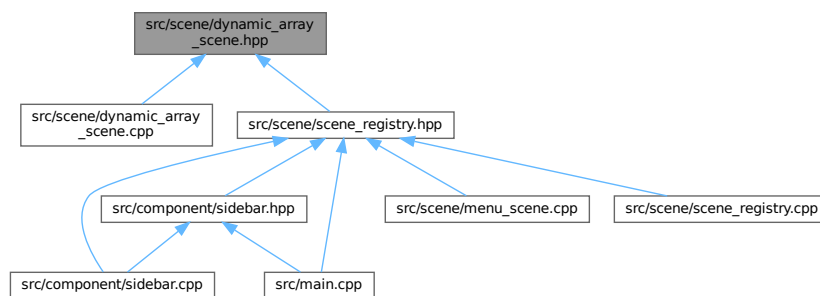 src/scene/dynamic_array
_scene.hpp
src/scene/dynamic_array
_scene.cpp
src/scene/scene_registry.hpp
src/component/sidebar.hpp
src/scene/menu_scene.cpp
src/scene/scene_registry.cpp
src/component/sidebar.cpp
src/main.cpp